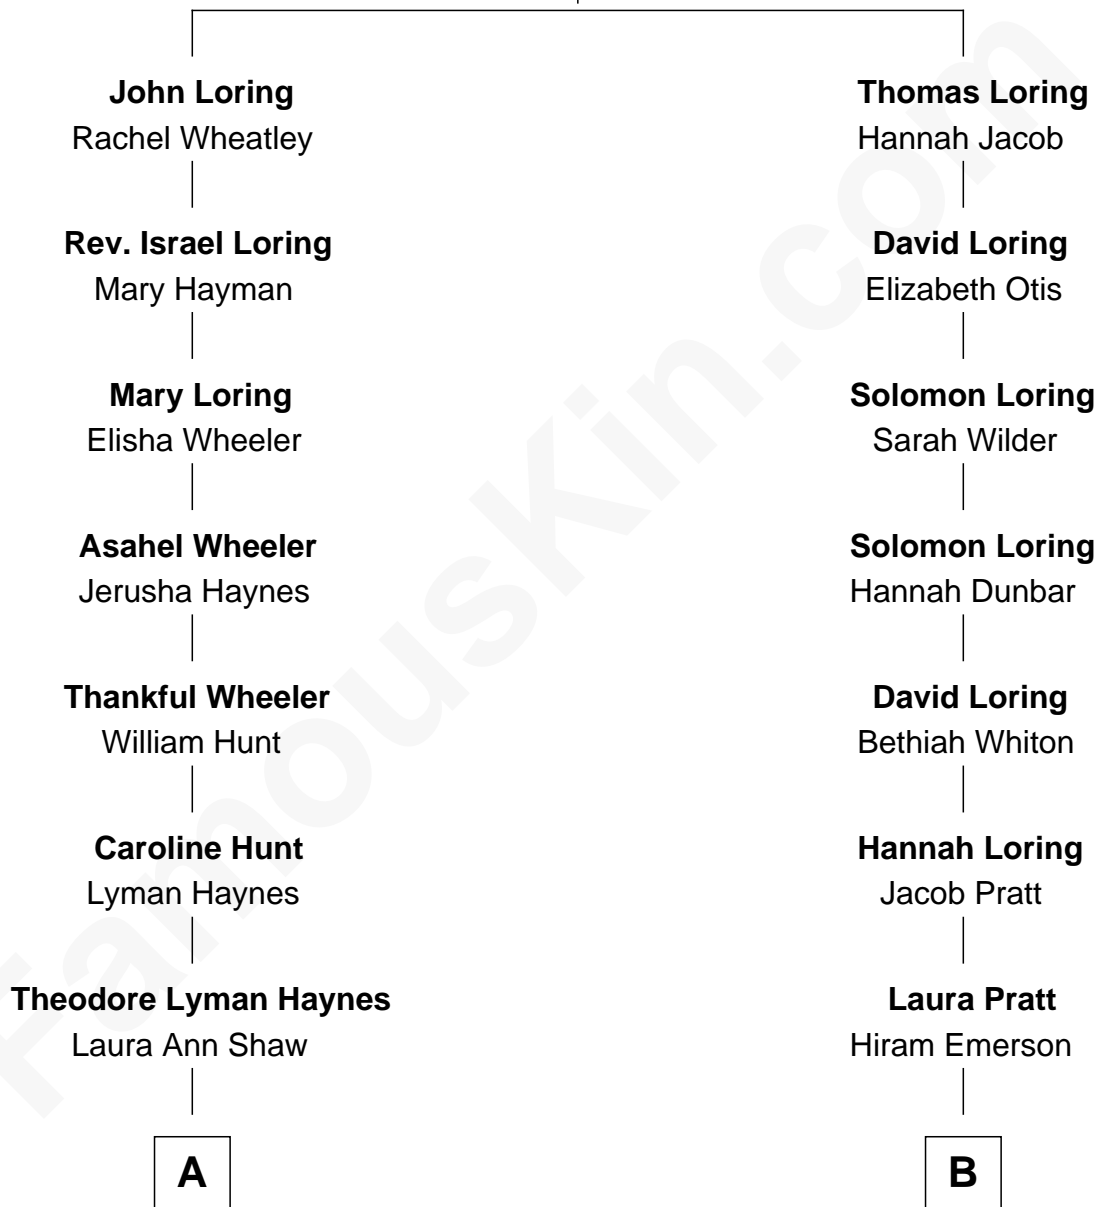 John Loring
Rachel Wheatley
Rev. Israel Loring
Mary Hayman
Mary Loring
Elisha Wheeler
Asahel Wheeler
Jerusha Haynes
Thankful Wheeler
William Hunt
Caroline Hunt
Lyman Haynes
Theodore Lyman Haynes
Laura Ann Shaw
A
Thomas Loring
Hannah Jacob
David Loring
Elizabeth Otis
Solomon Loring
Sarah Wilder
Solomon Loring
Hannah Dunbar
David Loring
Bethiah Whiton
Hannah Loring
Jacob Pratt
Laura Pratt
Hiram Emerson
B
FamousKin.com